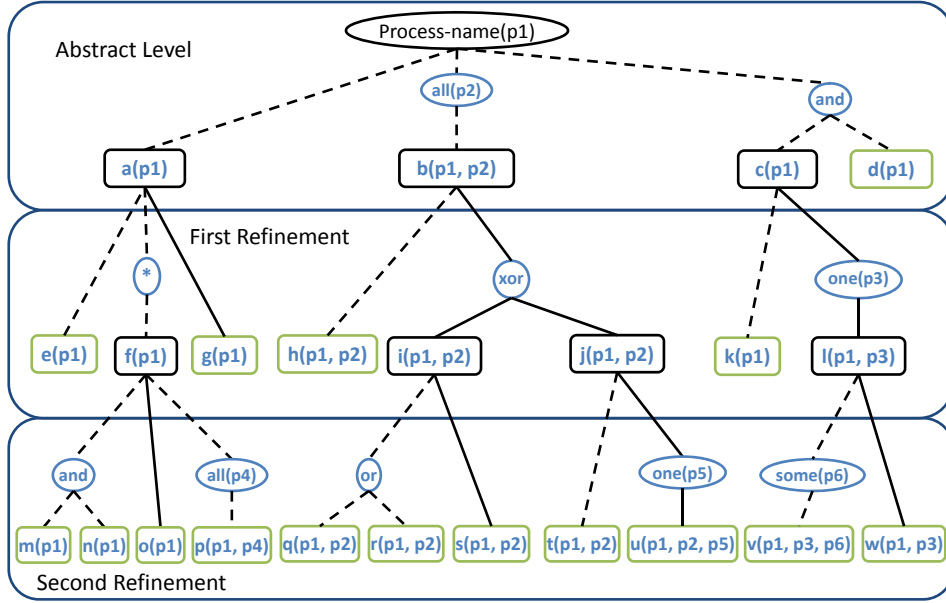 Process-name(p1)
Abstract Level
all(p2)
and
a(p1)
b(p1, p2)
c(p1)
d(p1)
First Refinement
*
xor
one(p3)
e(p1)
f(p1)
g(p1)
h(p1, p2)
i(p1, p2)
j(p1, p2)
k(p1)
l(p1, p3)
and
all(p4)
or
one(p5)
some(p6)
m(p1)
n(p1)
o(p1)
p(p1, p4)
q(p1, p2)
r(p1, p2)
s(p1, p2)
t(p1, p2)
u(p1, p2, p5)
v(p1, p3, p6)
w(p1, p3)
Second Refinement